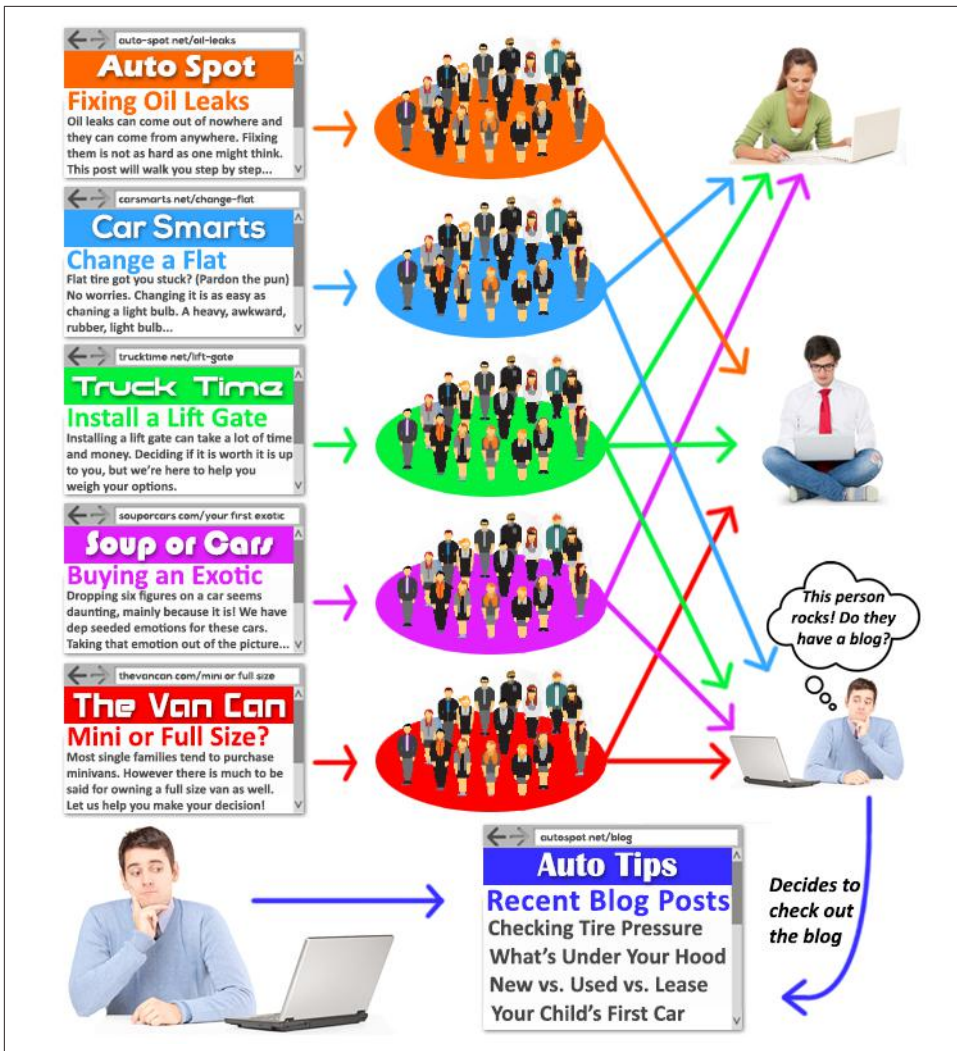 auto-spot net/oil-leaks
Auto Spot
Fixing Oil Leaks
Oil leaks can come out of nowhere and
they can come from anywhere. Fiixing
them is not as hard as one might think.
This post will walk you step by step...
carsmarts net/change-flat
Car Smarts
Change a Flat
Flat tire got you stuck? (Pardon the pun)
No worries. Changing it is as easy as
chaning a light bulb. A heavy, awkward,
rubber, light bulb...
trucktime net/lift-gate
Truck Time
Install a Lift Gate
Installing a lift gate can take a lot of time
and money. Deciding if it is worth it is up
to you, but we're here to help you
weigh your options.
souporcars.com/your first exotic
Soup or Cars
Buying an Exotic
Dropping six figures on a car seems
daunting, mainly because it is! We have
dep seeded emotions for these cars.
Taking that emotion out of the picture...
thevancan.com/mini or full size
The Van Can
Mini or Full Size?
Most single families tend to purchase
minivans. However there is much to be
said for owning a full size van as well.
Let us help you make your decision!
This person
rocks! Do they
have a blog?
autospot net/blog
Auto Tips
Recent Blog Posts
Checking Tire Pressure
What's Under Your Hood
New vs. Used vs. Lease
Your Child's First Car
Decides to
check out
the blog